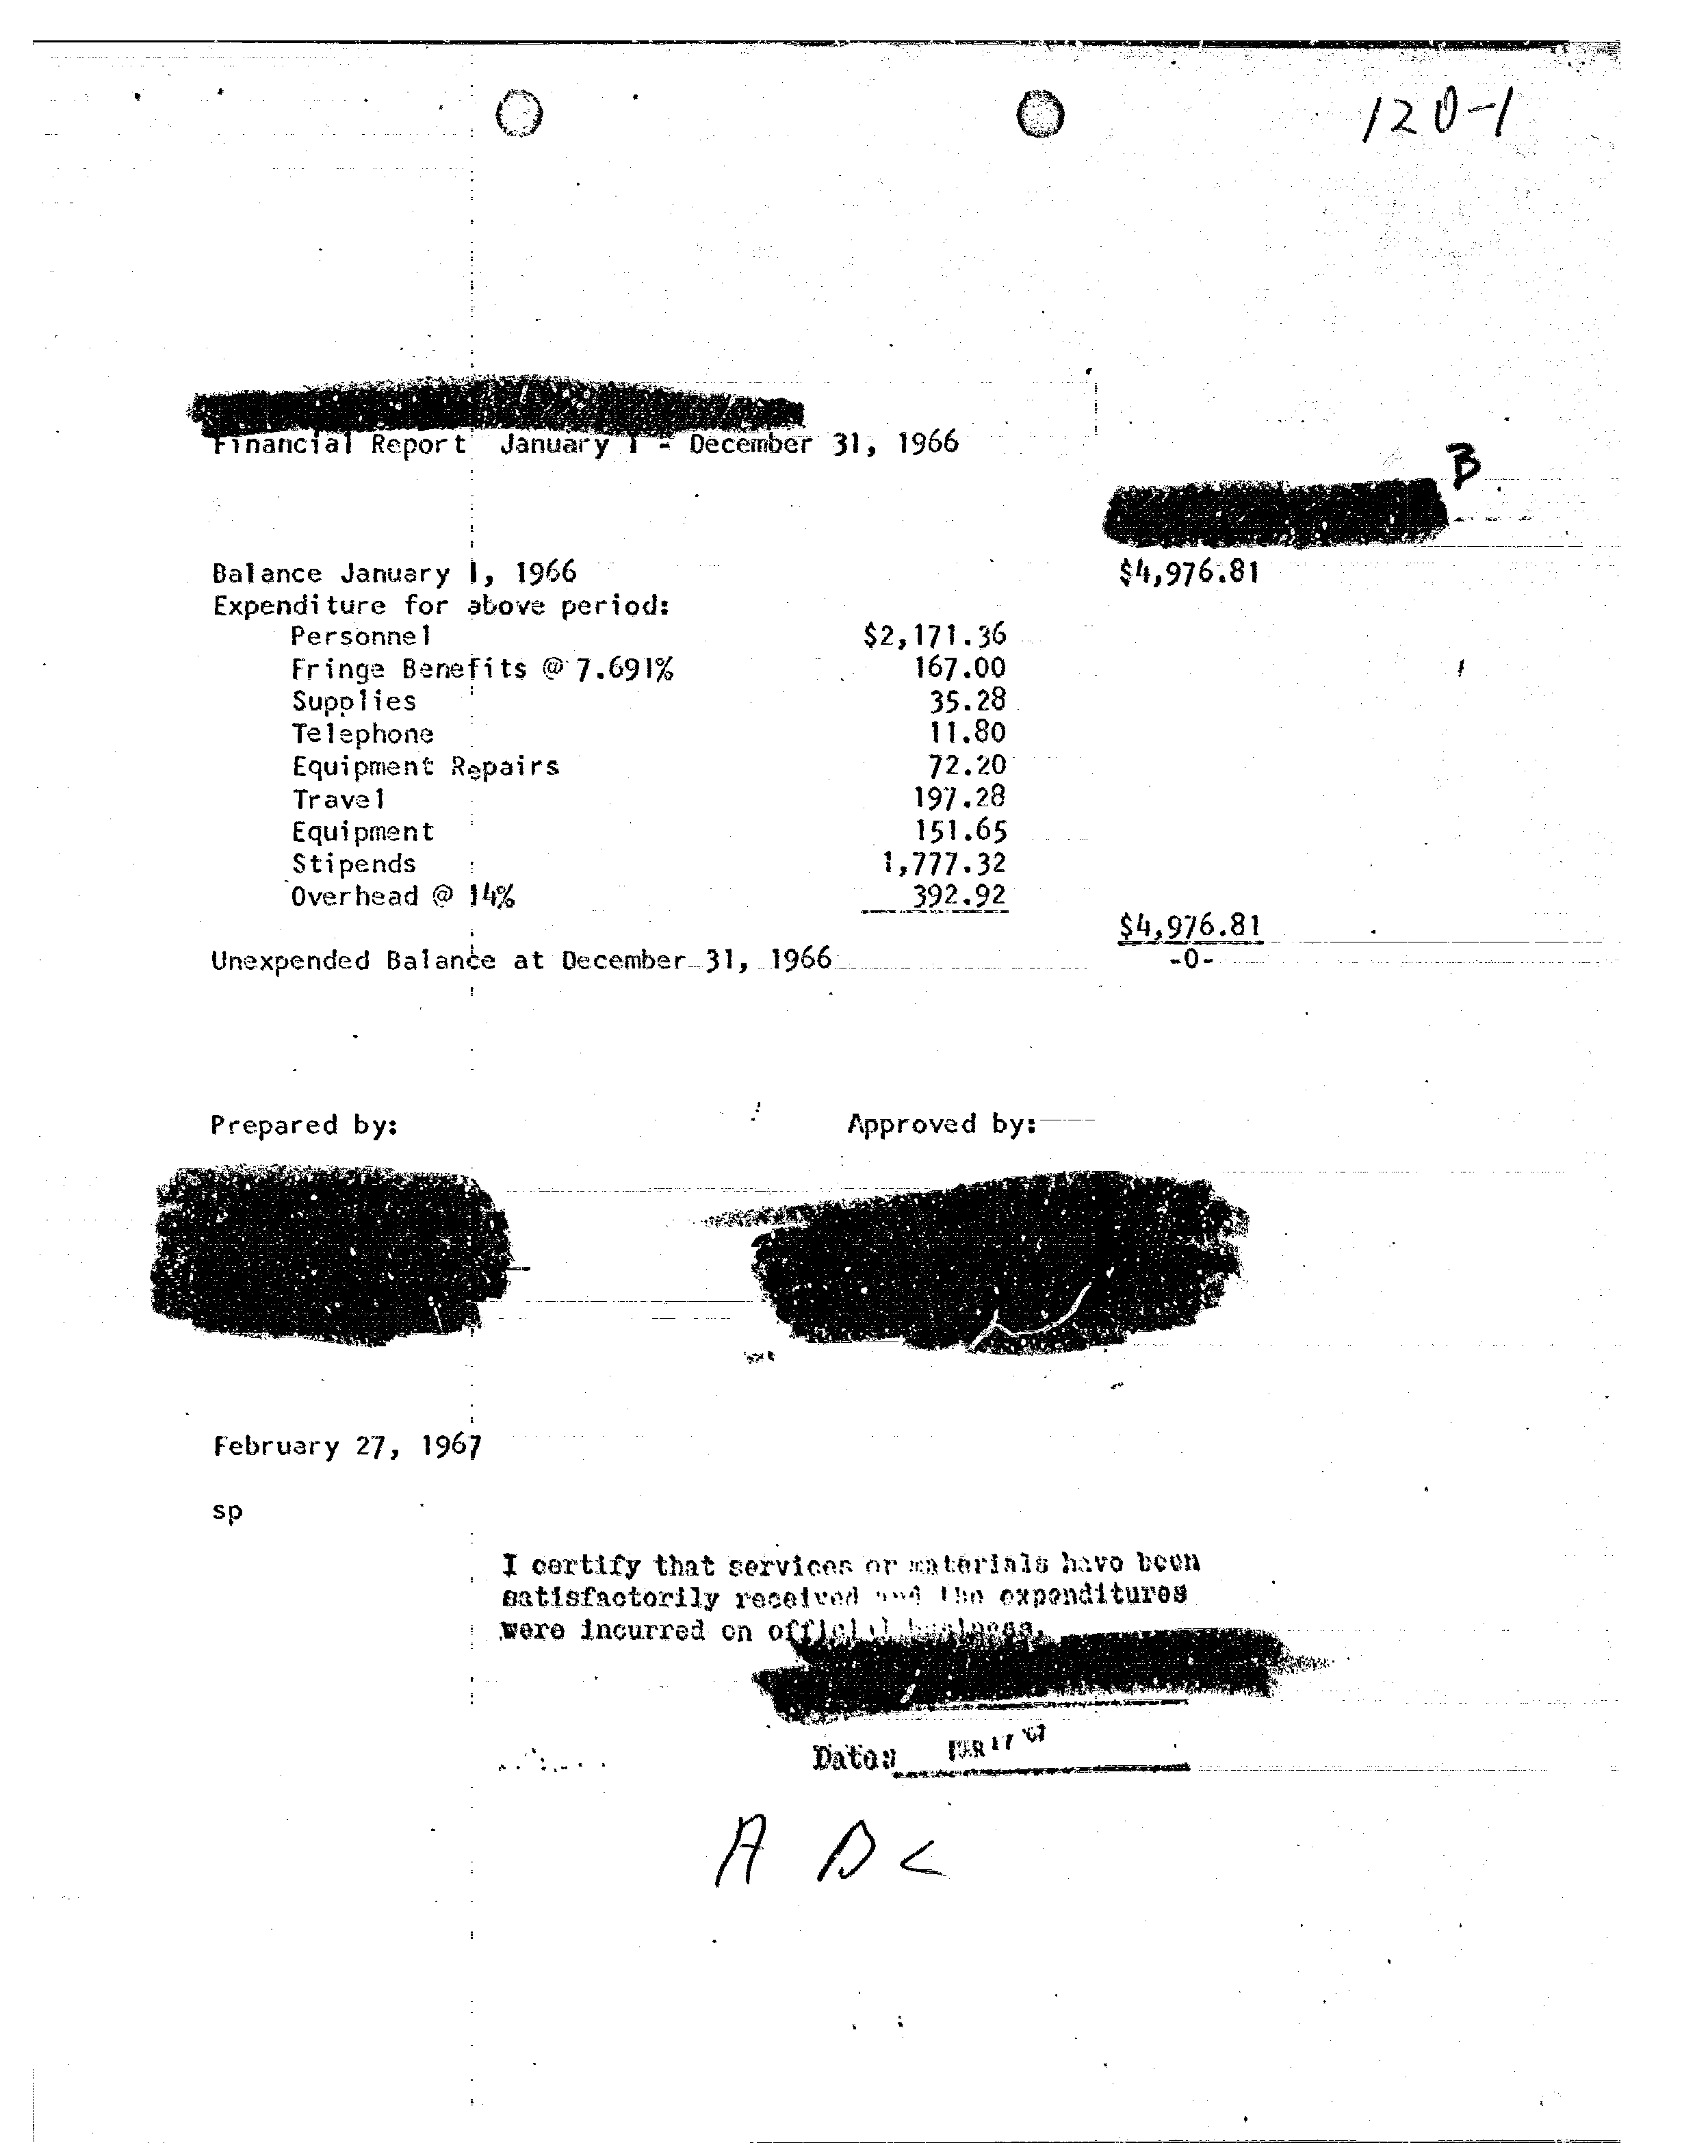 120-1
Financial Report January 1 - December 31, 1966
B
Balance January 1, 1966 $4,976.81
Expenditure for above period:
Personnel $2,171.36
Fringe Benefits @ 7.691% 167.00
Supplies 35.28
Telephone 11.80
Equipment Repairs 72.20
Travel 197.28
Equipment 151.65
Stipends 1,777.32
Overhead @ 14% 392.92
$4,976.81
Unexpended Balance at December 31, 1966 -0-
Prepared by: Approved by:
February 27, 1967
sp
I certify that services or materials have been
satisfactorily received and the expenditures
were incurred on official business.
Date: MAR 17 '67
A B C